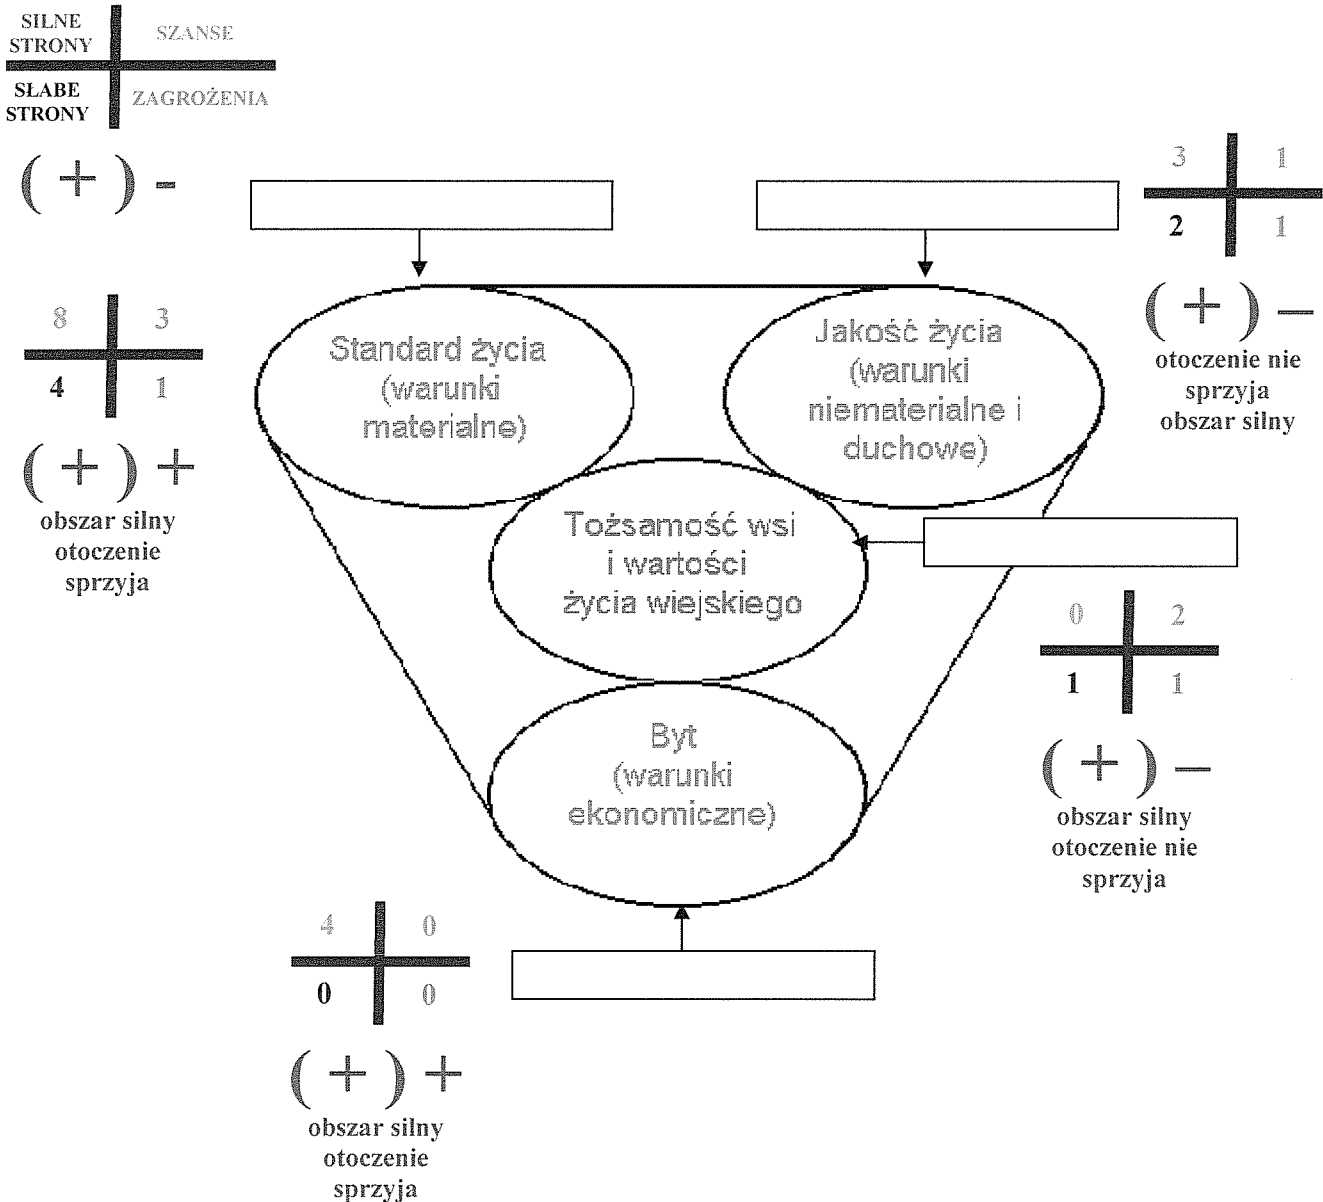 SILNE STRONY
SZANSE
SŁABE STRONY
ZAGROŻENIA
( + ) -
3 1
2 1
( + ) –
otoczenie nie
sprzyja
obszar silny
8 3
4 1
( + ) +
obszar silny
otoczenie
sprzyja
Standard życia
(warunki
materialne)
Jakość życia
(warunki
niematerialne i
duchowe)
Tożsamość wsi
i wartości
życia wiejskiego
0 2
1 1
( + ) –
obszar silny
otoczenie nie
sprzyja
Byt
(warunki
ekonomiczne)
4 0
0 0
( + ) +
obszar silny
otoczenie
sprzyja